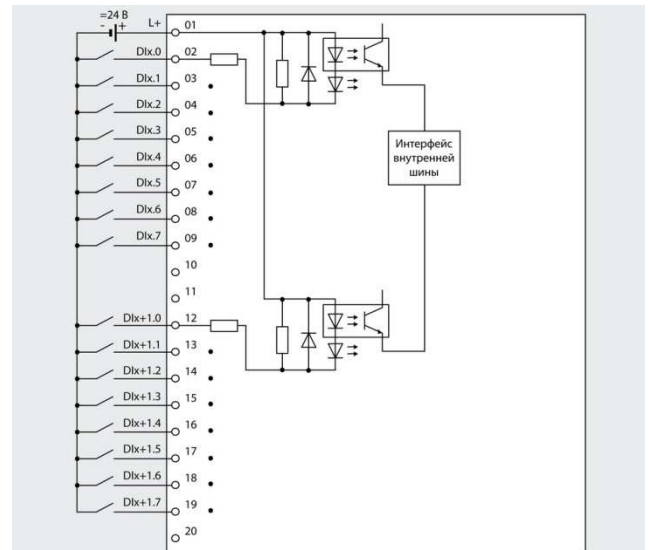 =24 В
- +
L+ 01
DIx.0 02
DIx.1 03
DIx.2 04
DIx.3 05
DIx.4 06
DIx.5 07
DIx.6 08
DIx.7 09
10
11
DIx+1.0 12
DIx+1.1 13
DIx+1.2 14
DIx+1.3 15
DIx+1.4 16
DIx+1.5 17
DIx+1.6 18
DIx+1.7 19
20
Интерфейс
внутренней
шины